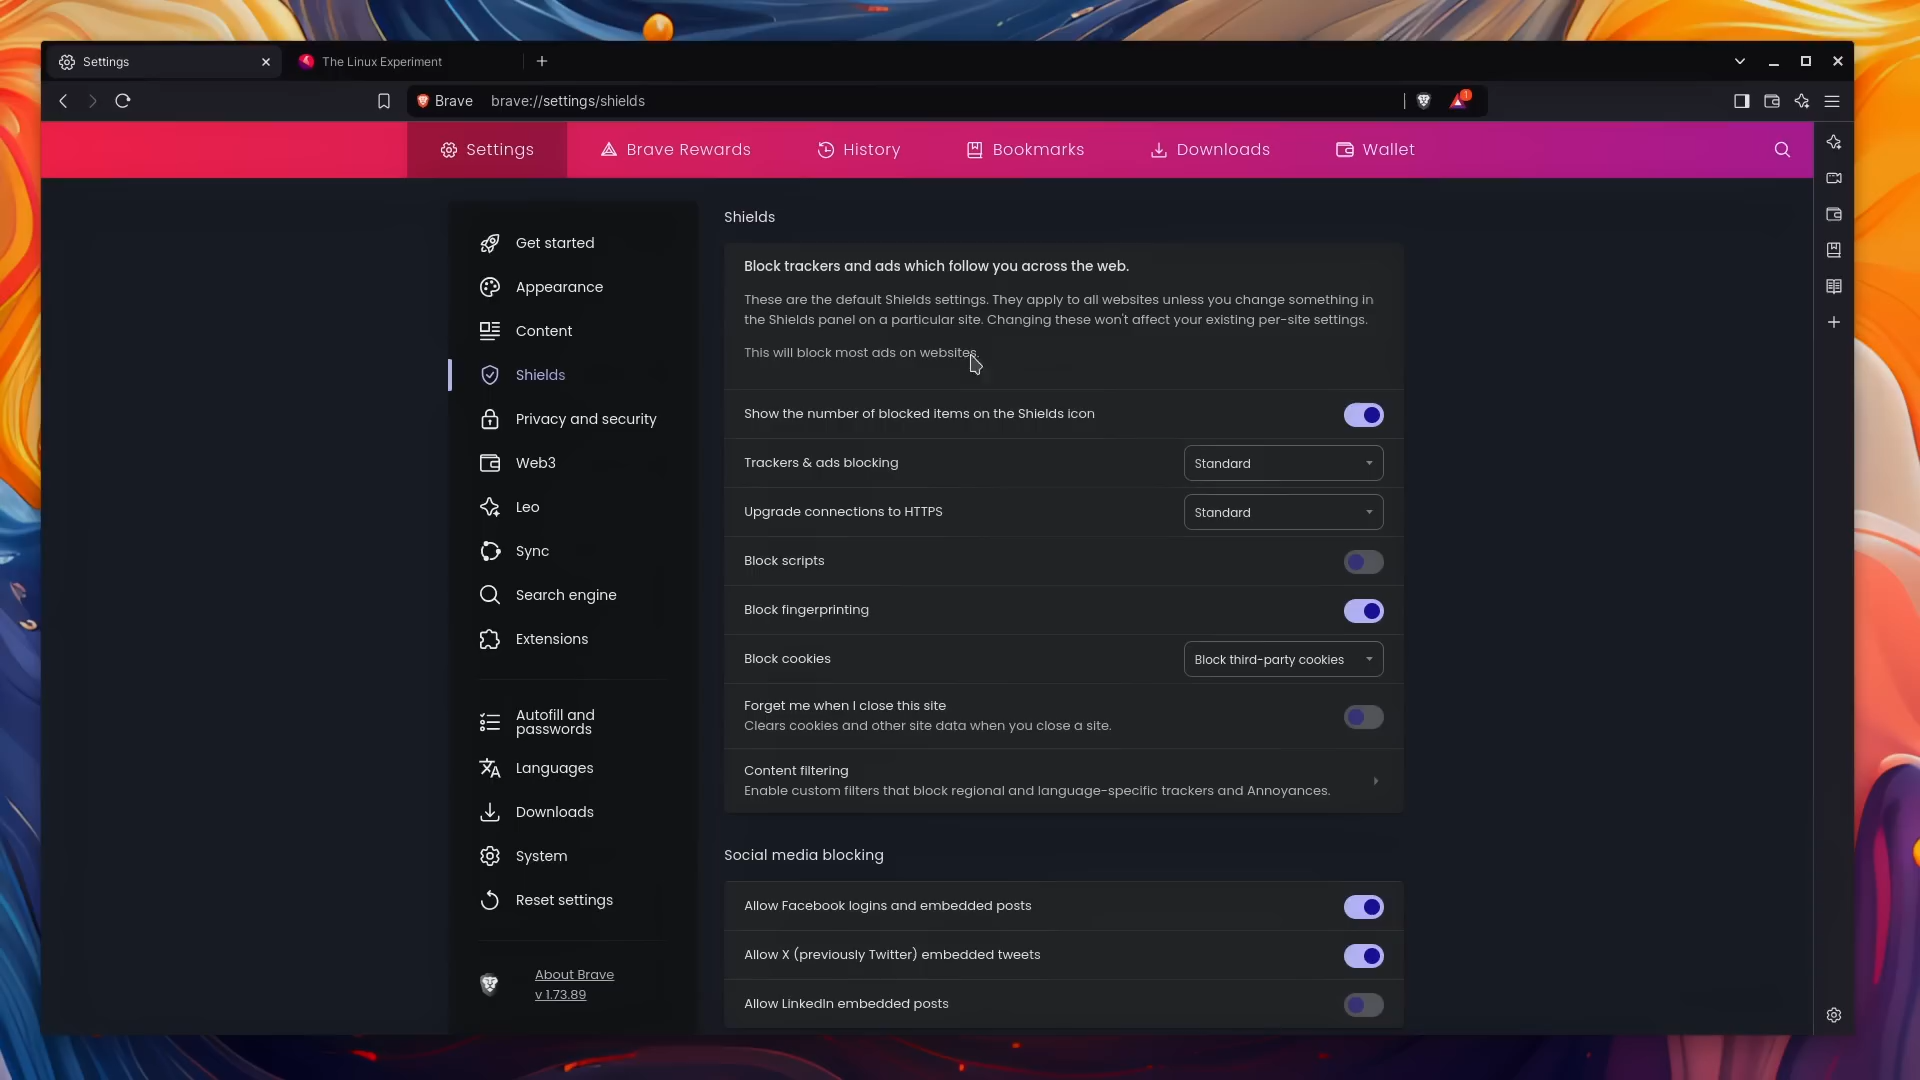 Settings
The Linux Experiment
Brave
brave://settings/shields
1
Settings
Brave Rewards
History
Bookmarks
Downloads
Wallet
Get started
Appearance
Content
Shields
Privacy and security
Web3
Leo
Sync
Search engine
Extensions
Autofill and
passwords
Languages
Downloads
System
Reset settings
About Brave
v 1.73.89
Shields
Block trackers and ads which follow you across the web.
These are the default Shields settings. They apply to all websites unless you change something in
the Shields panel on a particular site. Changing these won't affect your existing per-site settings.
This will block most ads on websites.
Show the number of blocked items on the Shields icon
Trackers & ads blocking
Standard
Upgrade connections to HTTPS
Standard
Block scripts
Block fingerprinting
Block cookies
Block third-party cookies
Forget me when I close this site
Clears cookies and other site data when you close a site.
Content filtering
Enable custom filters that block regional and language-specific trackers and Annoyances.
Social media blocking
Allow Facebook logins and embedded posts
Allow X (previously Twitter) embedded tweets
Allow LinkedIn embedded posts